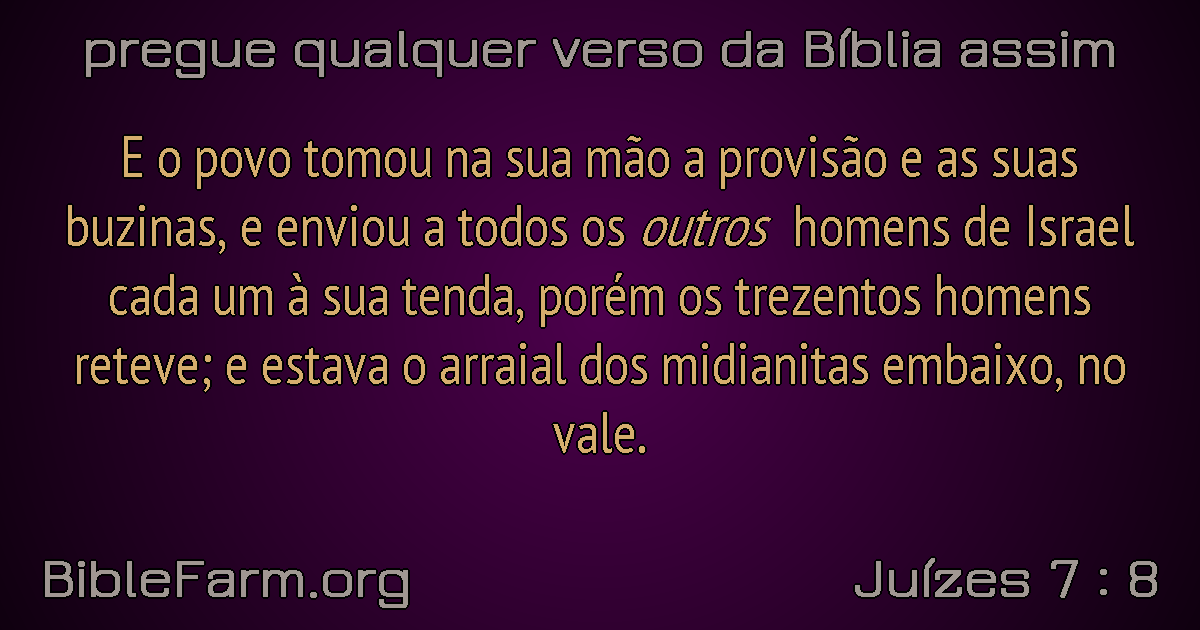 pregue qualquer verso da Bíblia assim
E o povo tomou na sua mão a provisão e as suas
buzinas, e enviou a todos os outros homens de Israel
cada um à sua tenda, porém os trezentos homens
reteve; e estava o arraial dos midianitas embaixo, no
vale.
BibleFarm.org
Juízes 7 : 8